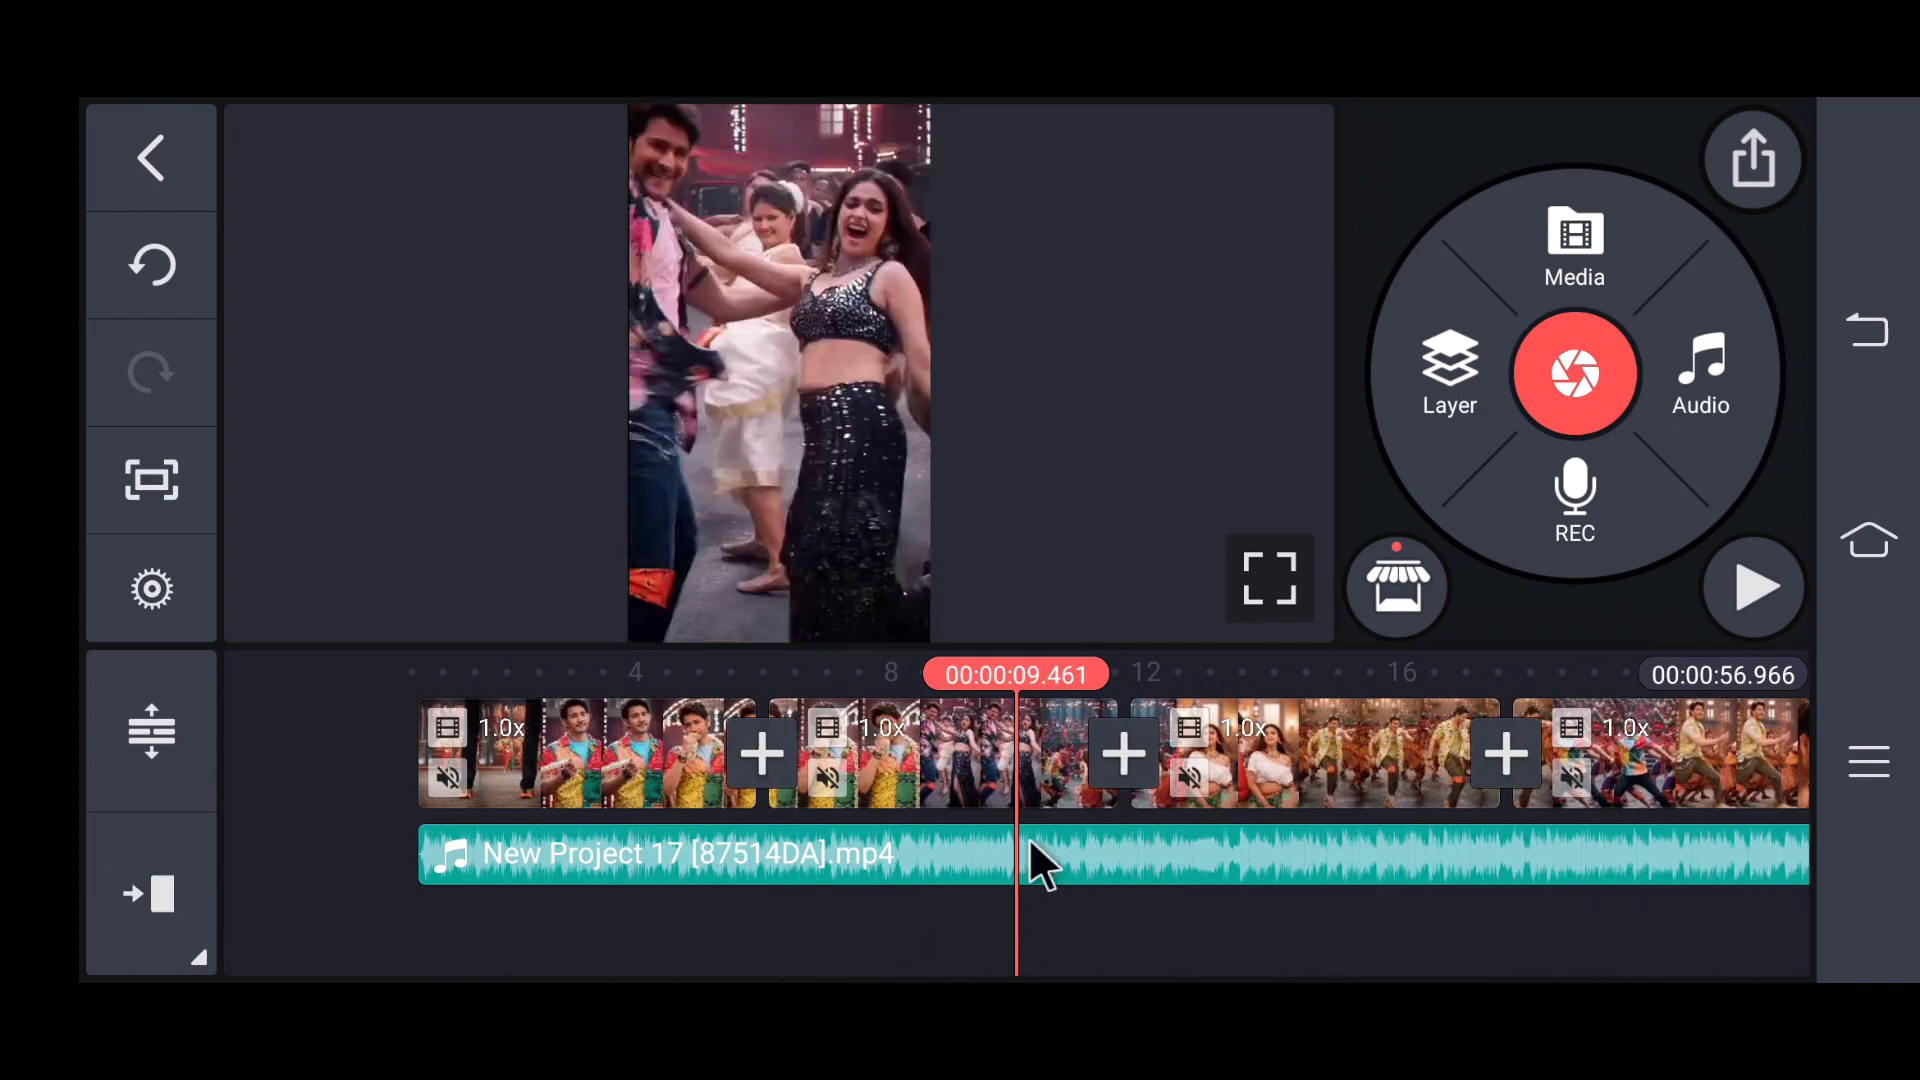 Media
Layer
Audio
REC
4
8
00:00:09.461
12
16
00:00:56.966
1.0x
1.0x
1.0x
1.0x
New Project 17 [87514DA].mp4